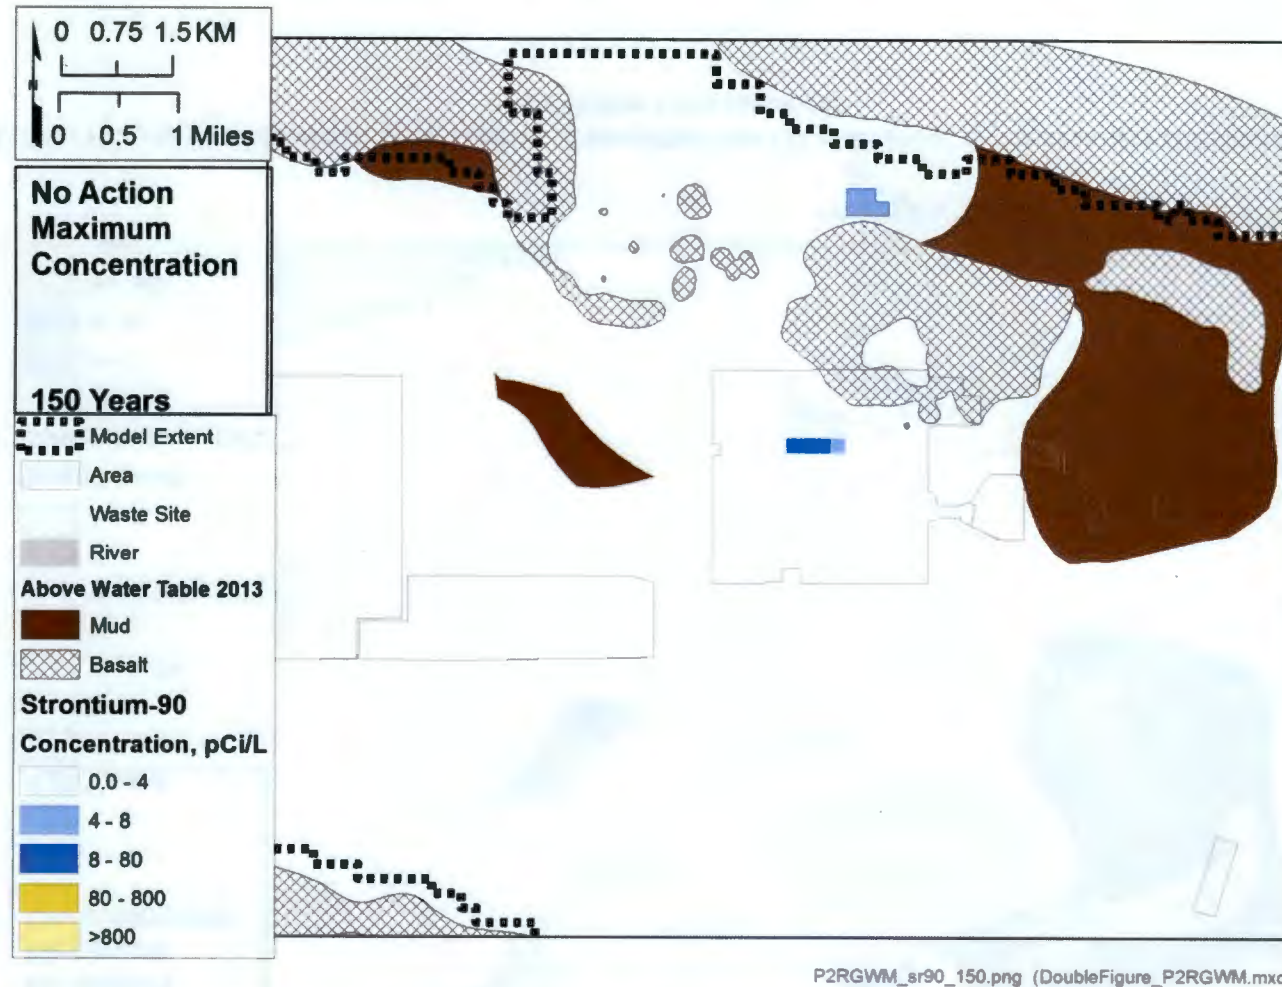 0 0.75 1.5 KM
N
0 0.5 1 Miles
No Action
Maximum
Concentration
150 Years
Model Extent
Area
Waste Site
River
Above Water Table 2013
Mud
Basalt
Strontium-90
Concentration, pCi/L
0.0 - 4
4 - 8
8 - 80
80 - 800
>800
P2RGWM_sr90_150.png (DoubleFigure_P2RGWM.mxd